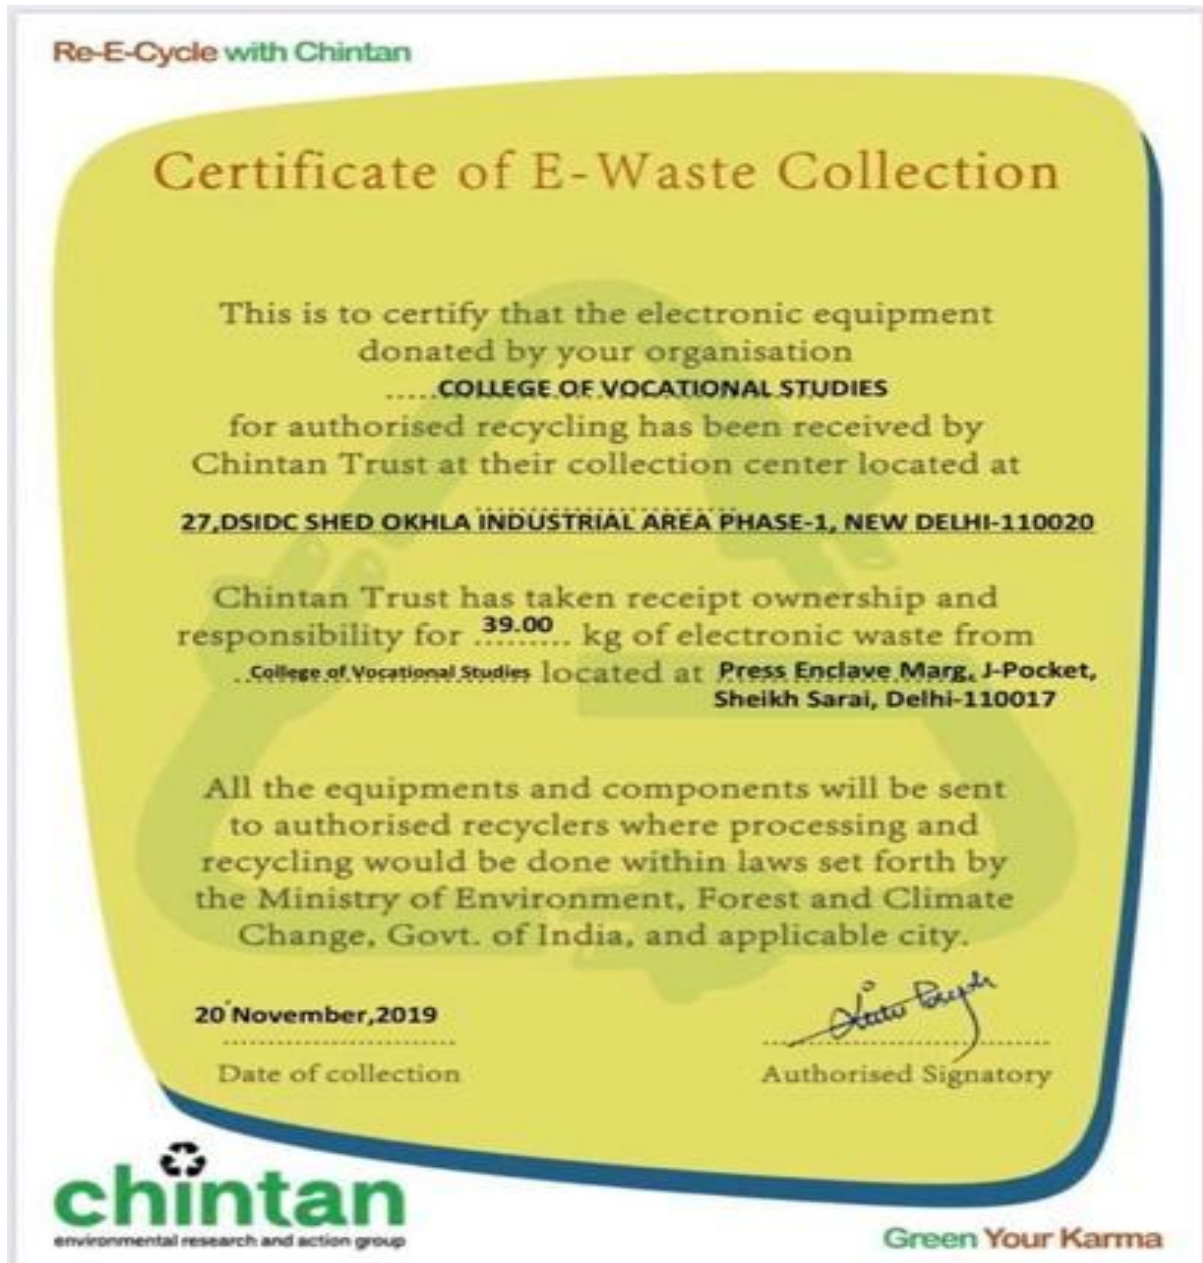 Re-E-Cycle with Chintan
Certificate of E-Waste Collection
This is to certify that the electronic equipment
donated by your organisation
.....COLLEGE OF VOCATIONAL STUDIES
for authorised recycling has been received by
Chintan Trust at their collection center located at
27,DSIDC SHED OKHLA INDUSTRIAL AREA PHASE-1, NEW DELHI-110020
Chintan Trust has taken receipt ownership and
responsibility for 39.00 kg of electronic waste from
College of Vocational Studies located at Press Enclave Marg, J-Pocket,
Sheikh Sarai, Delhi-110017
All the equipments and components will be sent
to authorised recyclers where processing and
recycling would be done within laws set forth by
the Ministry of Environment, Forest and Climate
Change, Govt. of India, and applicable city.
20 November,2019
Date of collection
Authorised Signatory
chintan
environmental research and action group
Green Your Karma